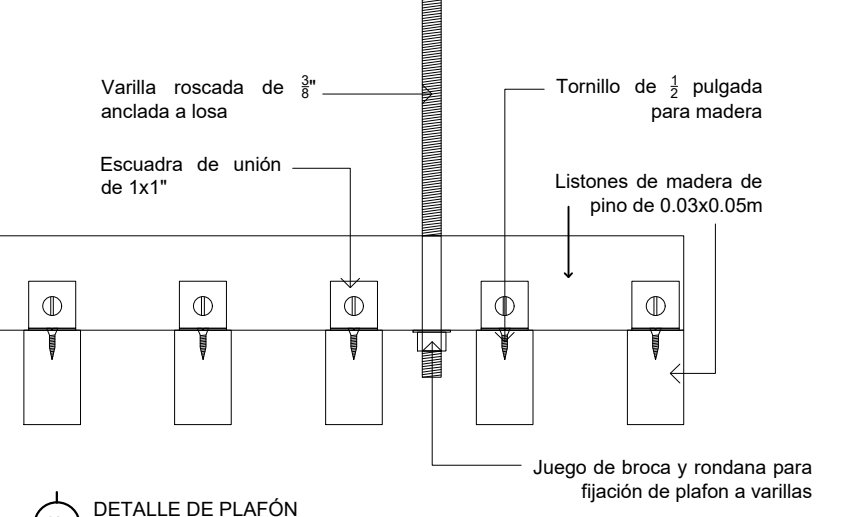 Varilla roscada de 3/8"
anclada a losa
Tornillo de 1/2 pulgada
para madera
Escuadra de unión
de 1x1"
Listones de madera de
pino de 0.03x0.05m
Juego de broca y rondana para
fijación de plafon a varillas
DETALLE DE PLAFÓN